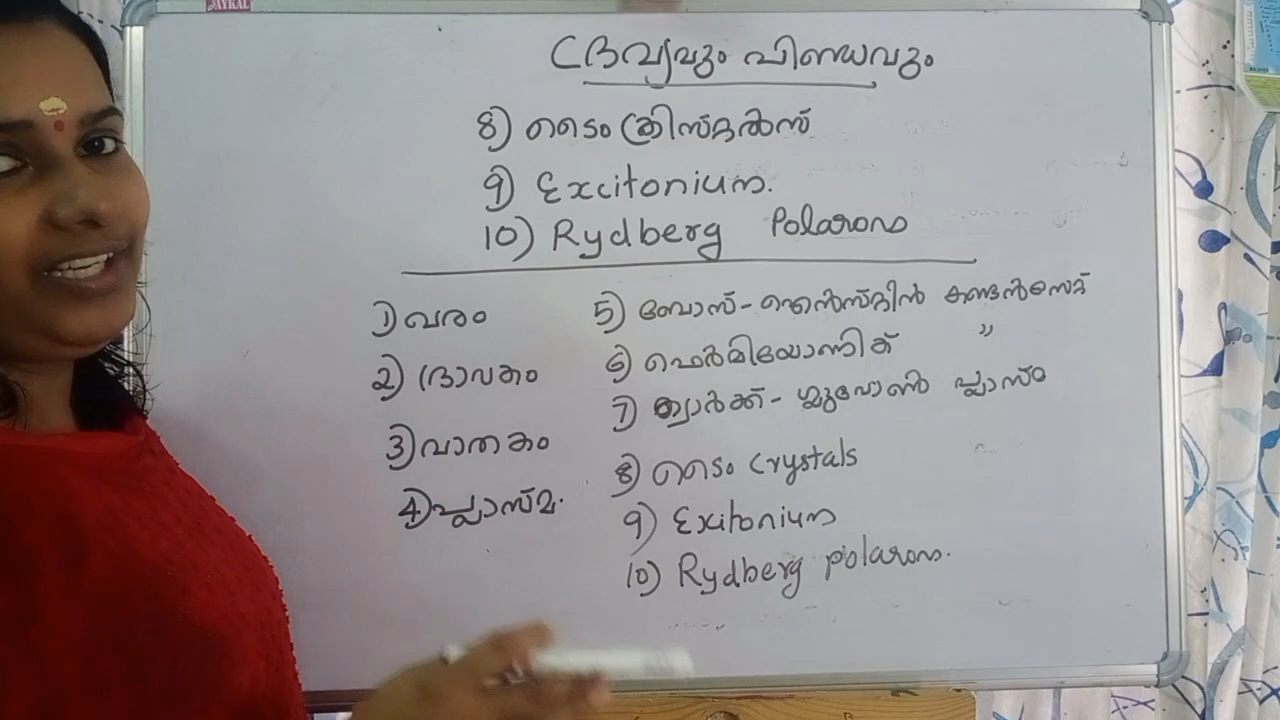 JAYKAL
ദ്രവ്യവും പിണ്ഡവും
8) ടൈം ക്രിസ്റ്റൽസ്
9) Excitonium.
10) Rydberg Polarons
1) ഖരം
2) ദ്രാവകം
3) വാതകം
4) പ്ലാസ്മ.
5) ബോസ്-ഐൻസ്റ്റീൻ കണ്ടൻസേറ്റ്
6) ഫെർമിയോണിക് "
7) ക്വാർക്ക്- ഗ്ലുവോൺ പ്ലാസ്മ
8) ടൈം Crystals
9) Excitonium
10) Rydberg polarons.